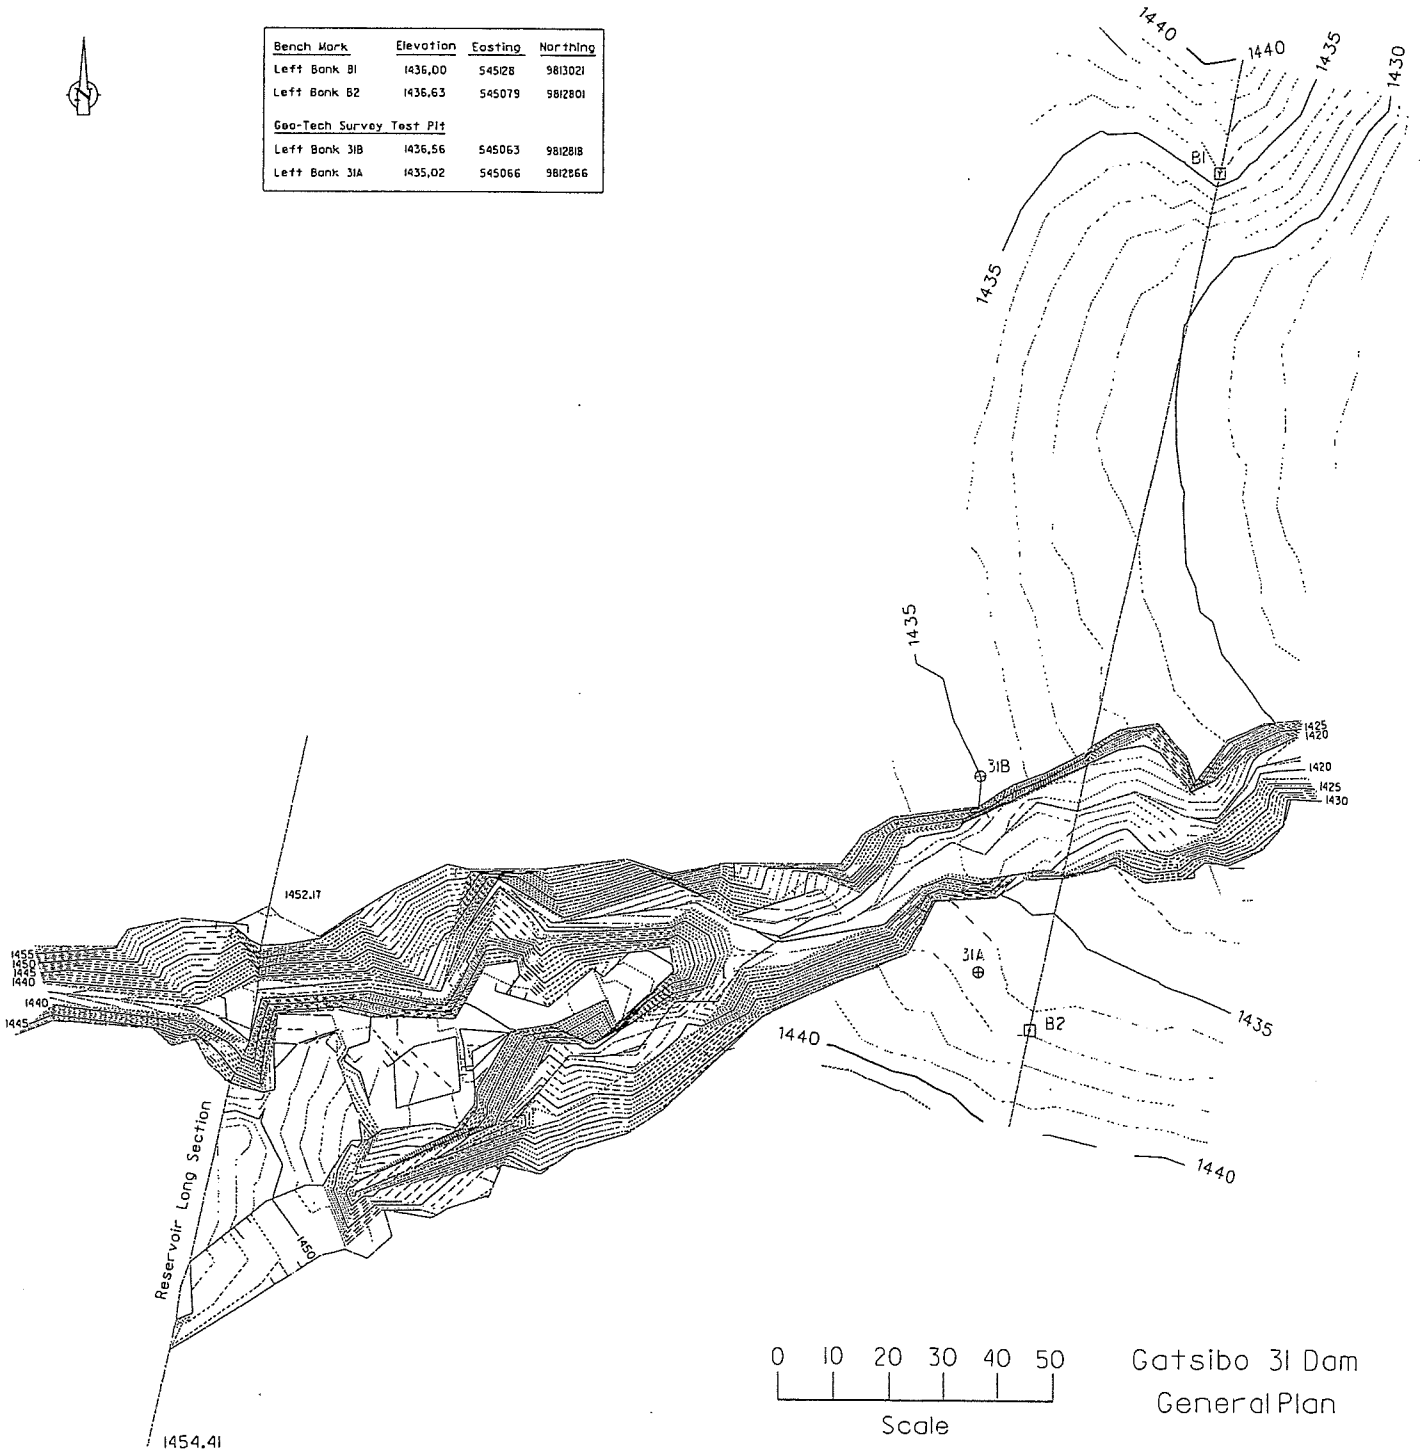 N
Bench Mark Elevation Easting Northing
Left Bank B1 1436,00 545128 9813021
Left Bank B2 1436,63 545079 9812801
Geo-Tech Survey Test Pit
Left Bank 31B 1436,56 545063 9812818
Left Bank 31A 1435,02 545066 9812866
1440
1440
1435
1430
B1
1435
1435
31B
1425
1420
1420
1425
1430
1452.17
1455
1450
1445
1440
1440
1445
31A
B2
1435
1440
1440
1450
Reservoir Long Section
1454.41
0 10 20 30 40 50
Scale
Gatsibo 31 Dam
General Plan